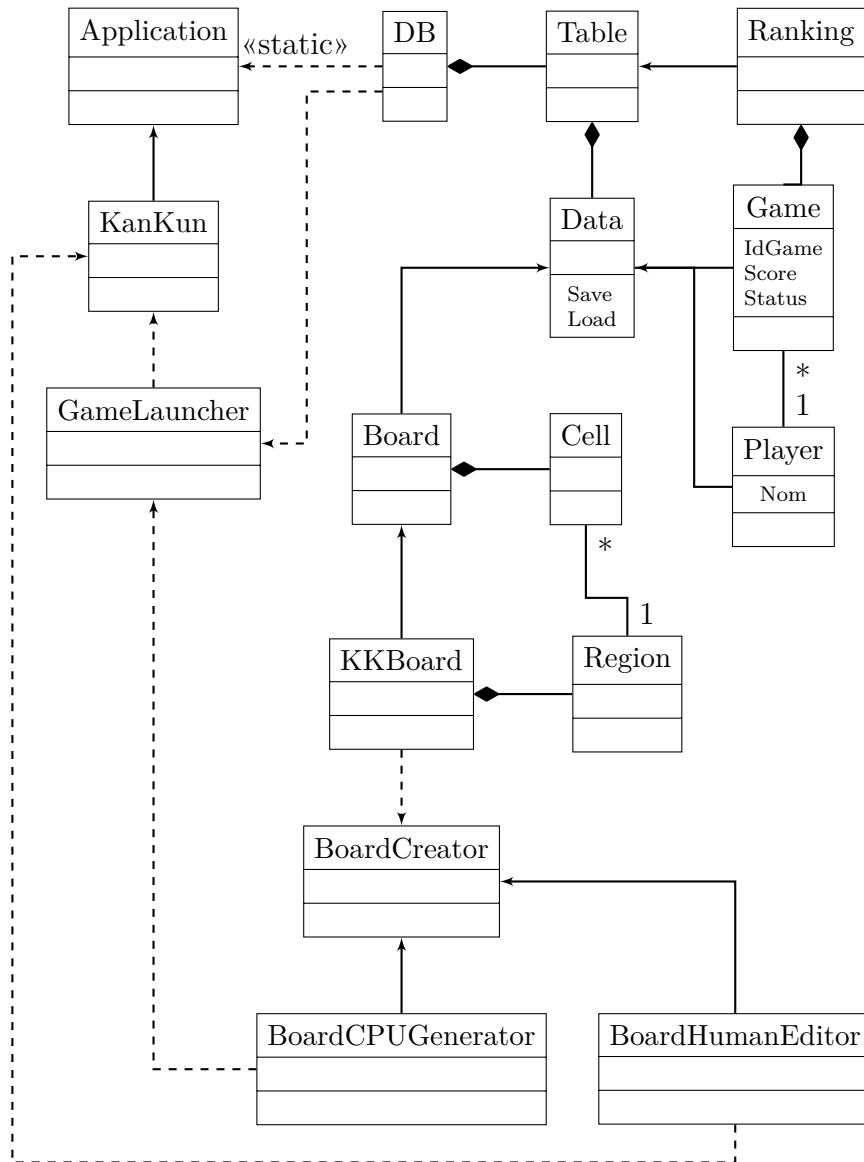 Application
«static»
DB
Table
Ranking
KanKun
Data
Save
Load
Game
IdGame
Score
Status
*
1
GameLauncher
Board
Cell
Player
Nom
*
1
KKBoard
Region
BoardCreator
BoardCPUGenerator
BoardHumanEditor